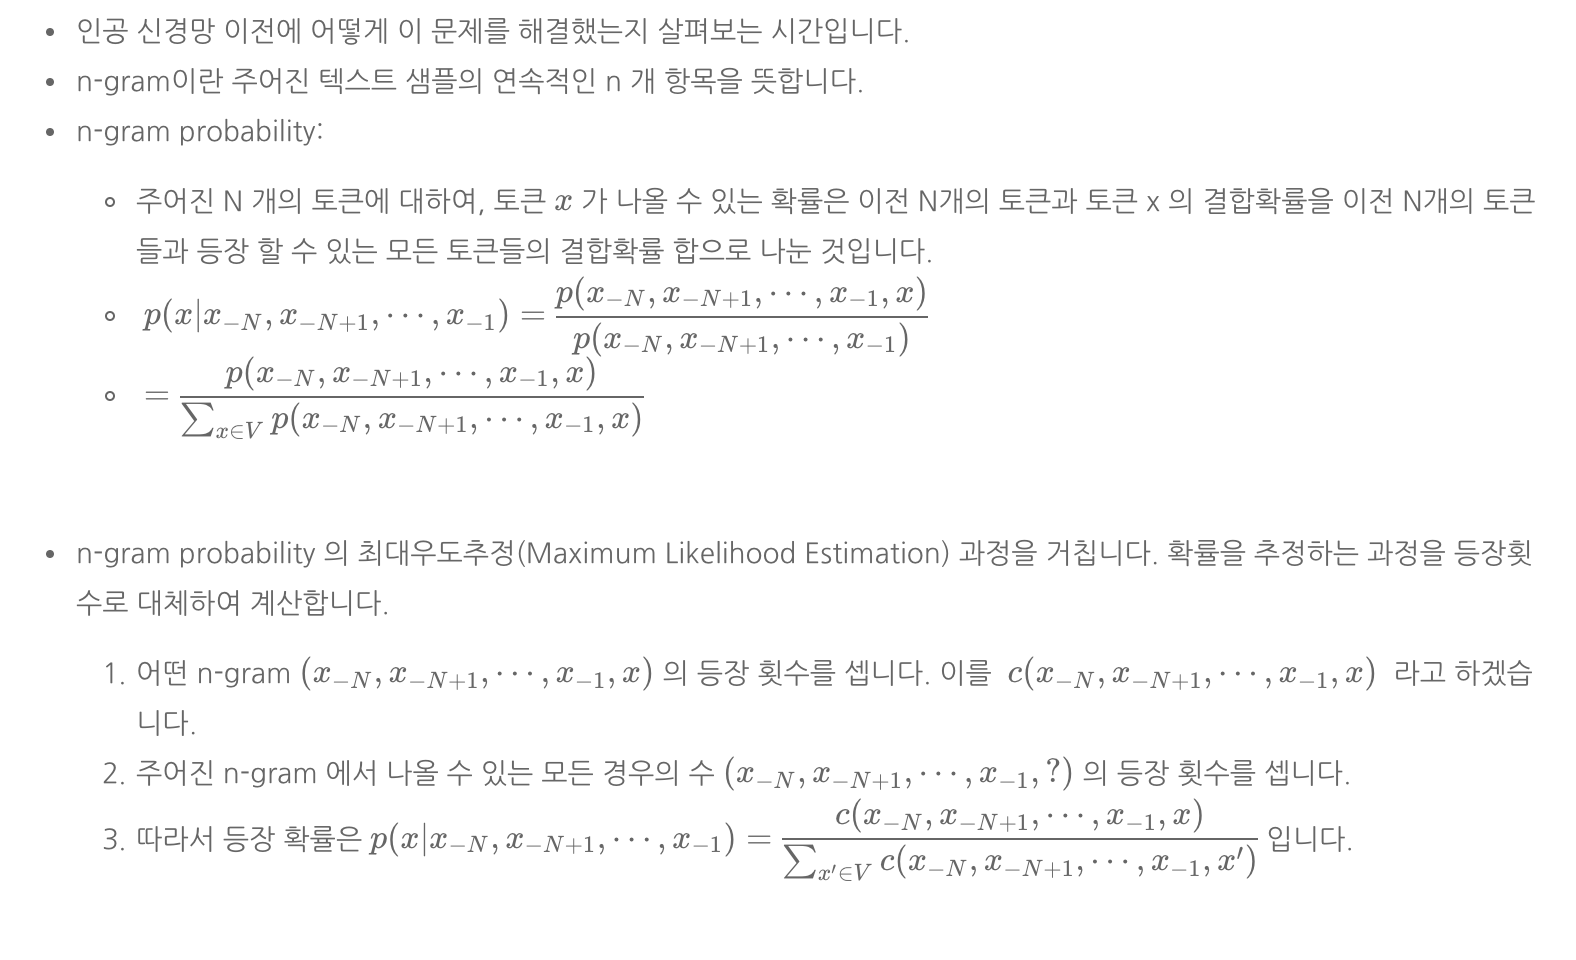 • 인공 신경망 이전에 어떻게 이 문제를 해결했는지 살펴보는 시간입니다.
• n-gram이란 주어진 텍스트 샘플의 연속적인 n 개 항목을 뜻합니다.
• n-gram probability:
◦ 주어진 N 개의 토큰에 대하여, 토큰 $x$ 가 나올 수 있는 확률은 이전 N개의 토큰과 토큰 x 의 결합확률을 이전 N개의 토큰
들과 등장 할 수 있는 모든 토큰들의 결합확률 합으로 나눈 것입니다.
◦ $p(x|x_{-N}, x_{-N+1}, \cdots, x_{-1}) = \frac{p(x_{-N}, x_{-N+1}, \cdots, x_{-1}, x)}{p(x_{-N}, x_{-N+1}, \cdots, x_{-1})}$
◦ $= \frac{p(x_{-N}, x_{-N+1}, \cdots, x_{-1}, x)}{\sum_{x \in V} p(x_{-N}, x_{-N+1}, \cdots, x_{-1}, x)}$
• n-gram probability 의 최대우도추정(Maximum Likelihood Estimation) 과정을 거칩니다. 확률을 추정하는 과정을 등장횟
수로 대체하여 계산합니다.
1. 어떤 n-gram $(x_{-N}, x_{-N+1}, \cdots, x_{-1}, x)$ 의 등장 횟수를 셉니다. 이를 $c(x_{-N}, x_{-N+1}, \cdots, x_{-1}, x)$ 라고 하겠습
니다.
2. 주어진 n-gram 에서 나올 수 있는 모든 경우의 수 $(x_{-N}, x_{-N+1}, \cdots, x_{-1}, ?)$ 의 등장 횟수를 셉니다.
3. 따라서 등장 확률은 $p(x|x_{-N}, x_{-N+1}, \cdots, x_{-1}) = \frac{c(x_{-N}, x_{-N+1}, \cdots, x_{-1}, x)}{\sum_{x' \in V} c(x_{-N}, x_{-N+1}, \cdots, x_{-1}, x')}$ 입니다.